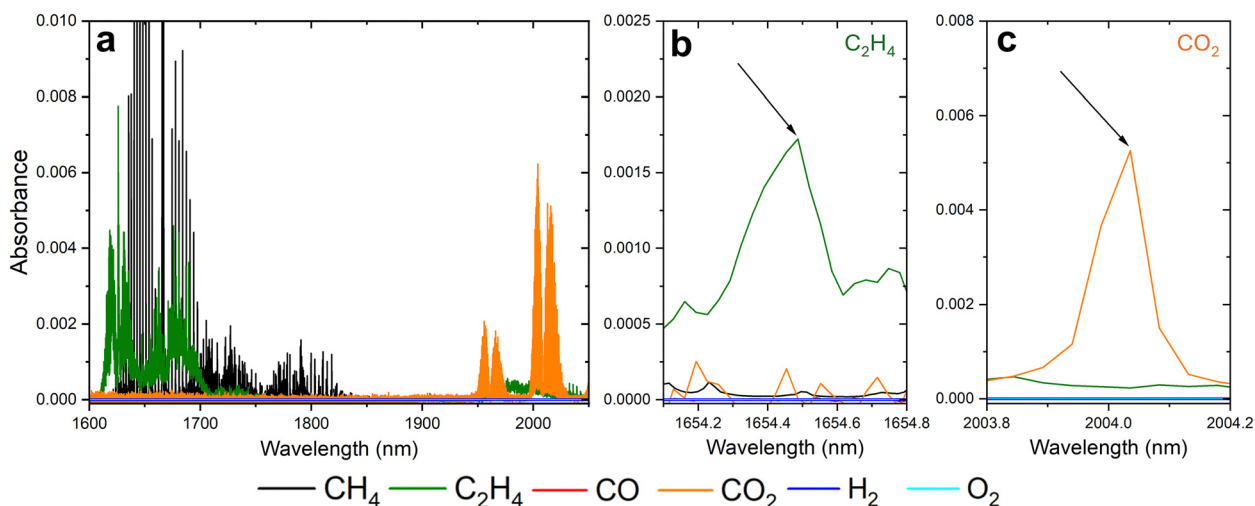 a
b
c
C₂H₄
CO₂
Absorbance
0.010
0.008
0.006
0.004
0.002
0.000
1600
1700
1800
1900
2000
Wavelength (nm)
0.0025
0.0020
0.0015
0.0010
0.0005
0.0000
1654.2
1654.4
1654.6
1654.8
Wavelength (nm)
0.008
0.006
0.004
0.002
0.000
2003.8
2004.0
2004.2
Wavelength (nm)
CH₄ C₂H₄ CO CO₂ H₂ O₂